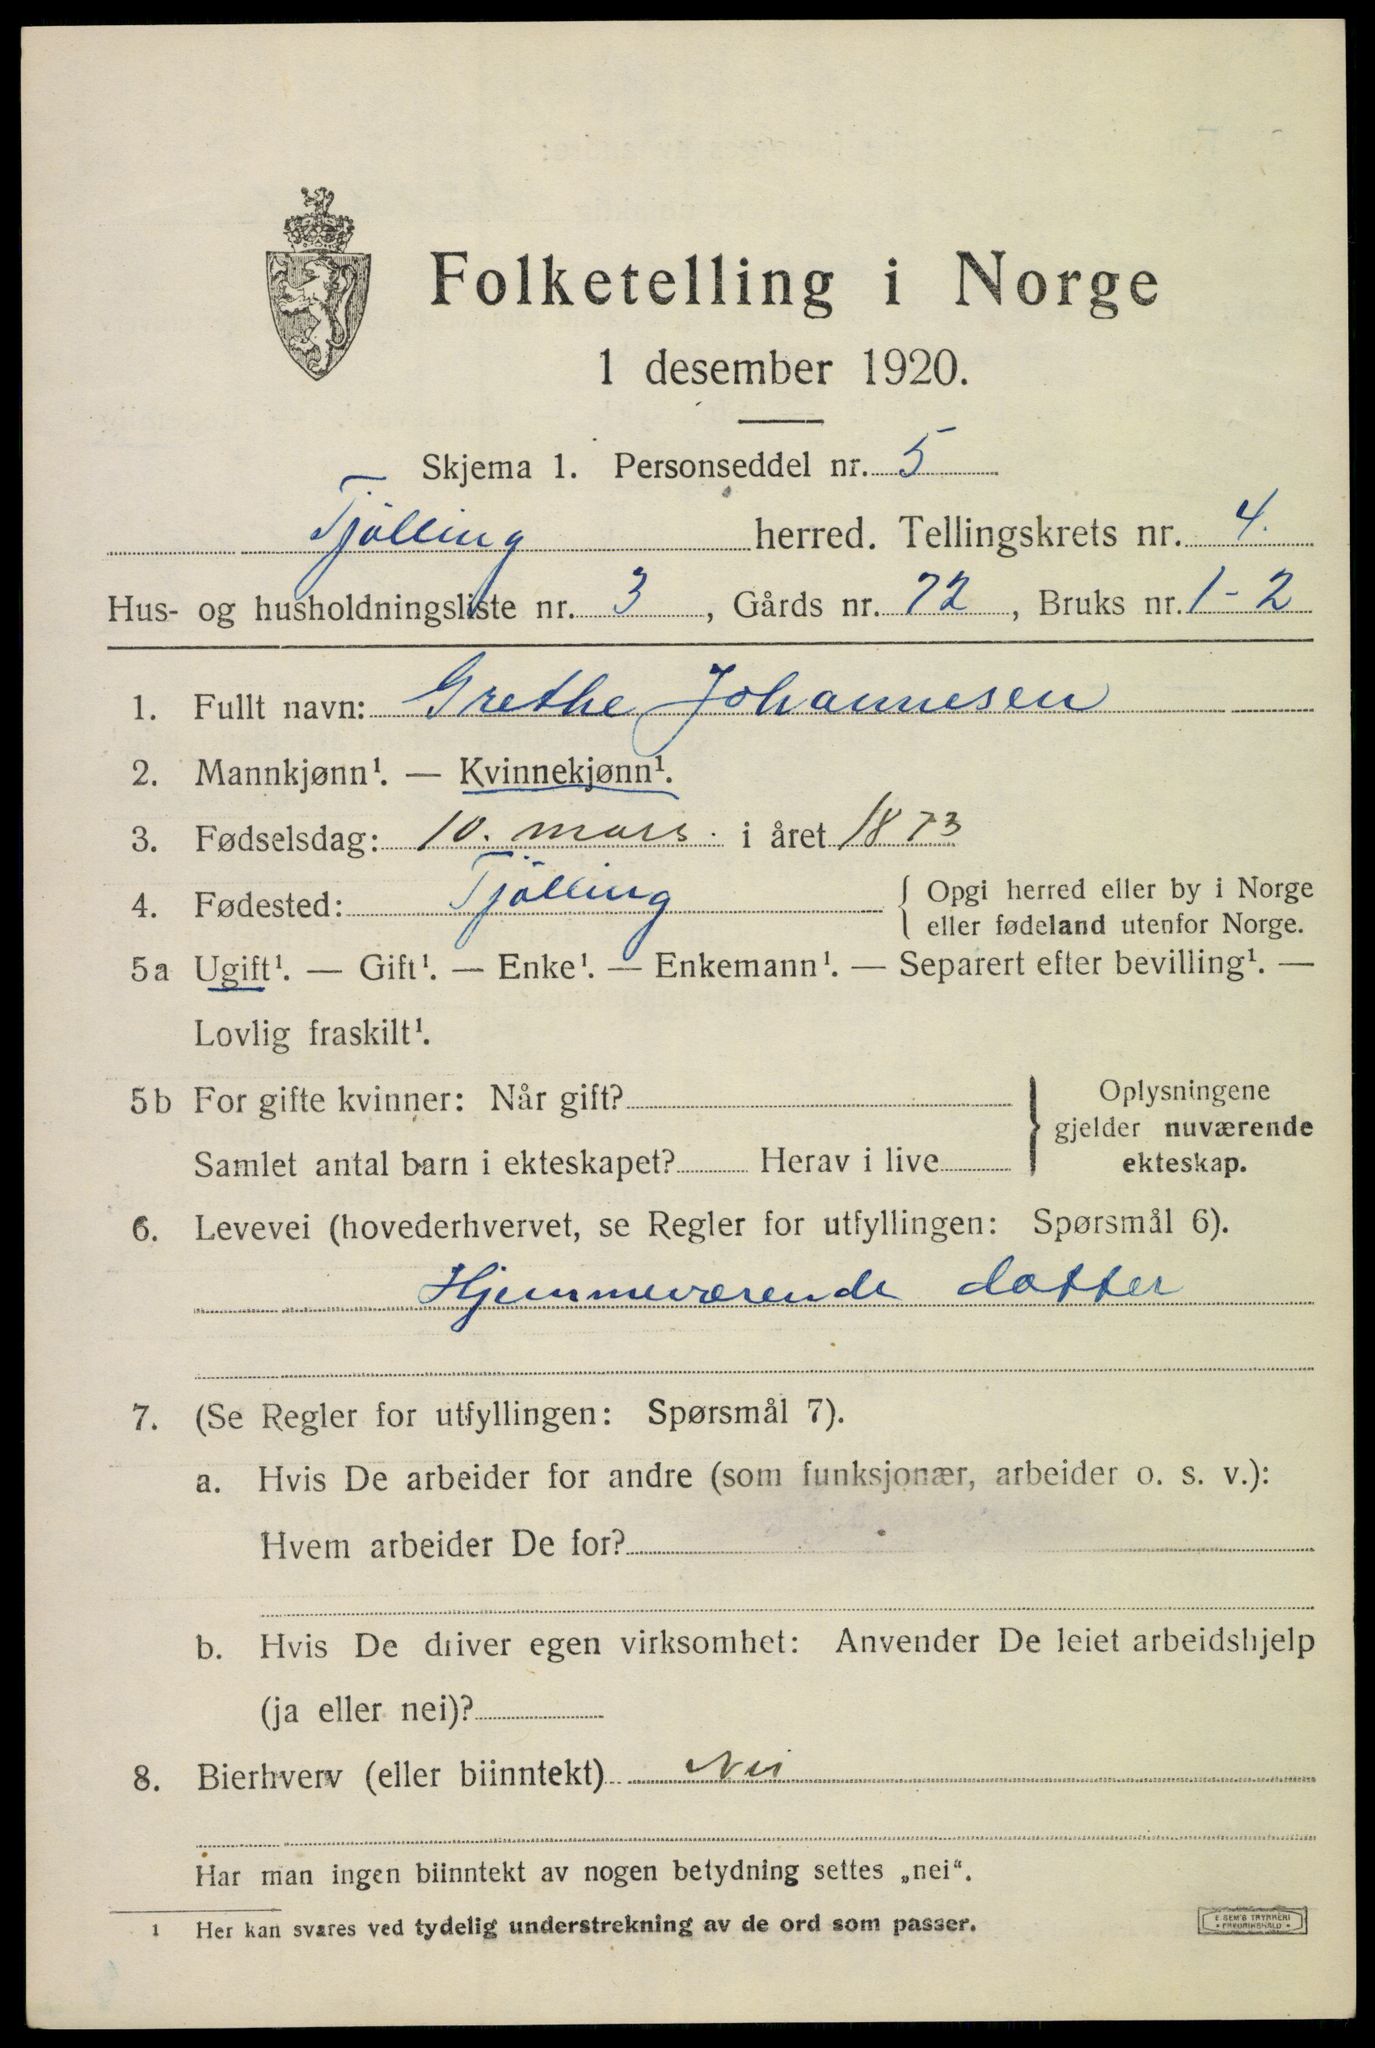 Folketelling i Norge
1 desember 1920.
Skjema 1. Personseddel nr. 5
Tjölling herred. Tellingskrets nr. 4.
Hus- og husholdningsliste nr. 3, Gårds nr. 72, Bruks nr. 1-2
1. Fullt navn: Grethe Johannesen
2. Mannkjønn¹. — Kvinnekjønn¹.
3. Fødselsdag: 10. mars. i året 1873
4. Fødested: Tjölling { Opgi herred eller by i Norge
eller fødeland utenfor Norge.
5a Ugift¹. — Gift¹. — Enke¹. — Enkemann¹. — Separert efter bevilling¹. —
Lovlig fraskilt¹.
5b For gifte kvinner: Når gift? } Oplysningene
gjelder nuværende
Samlet antal barn i ekteskapet? Herav i live ekteskap.
6. Levevei (hovederhvervet, se Regler for utfyllingen: Spørsmål 6).
Hjemmeværende datter
7. (Se Regler for utfyllingen: Spørsmål 7).
a. Hvis De arbeider for andre (som funksjonær, arbeider o. s. v.):
Hvem arbeider De for?
b. Hvis De driver egen virksomhet: Anvender De leiet arbeidshjelp
(ja eller nei)?
8. Bierhverv (eller biinntekt) Nei
Har man ingen biinntekt av nogen betydning settes „nei“.
¹ Her kan svares ved tydelig understrekning av de ord som passer.
E SEM'S TRYKKERI
FREDRIKSHALD